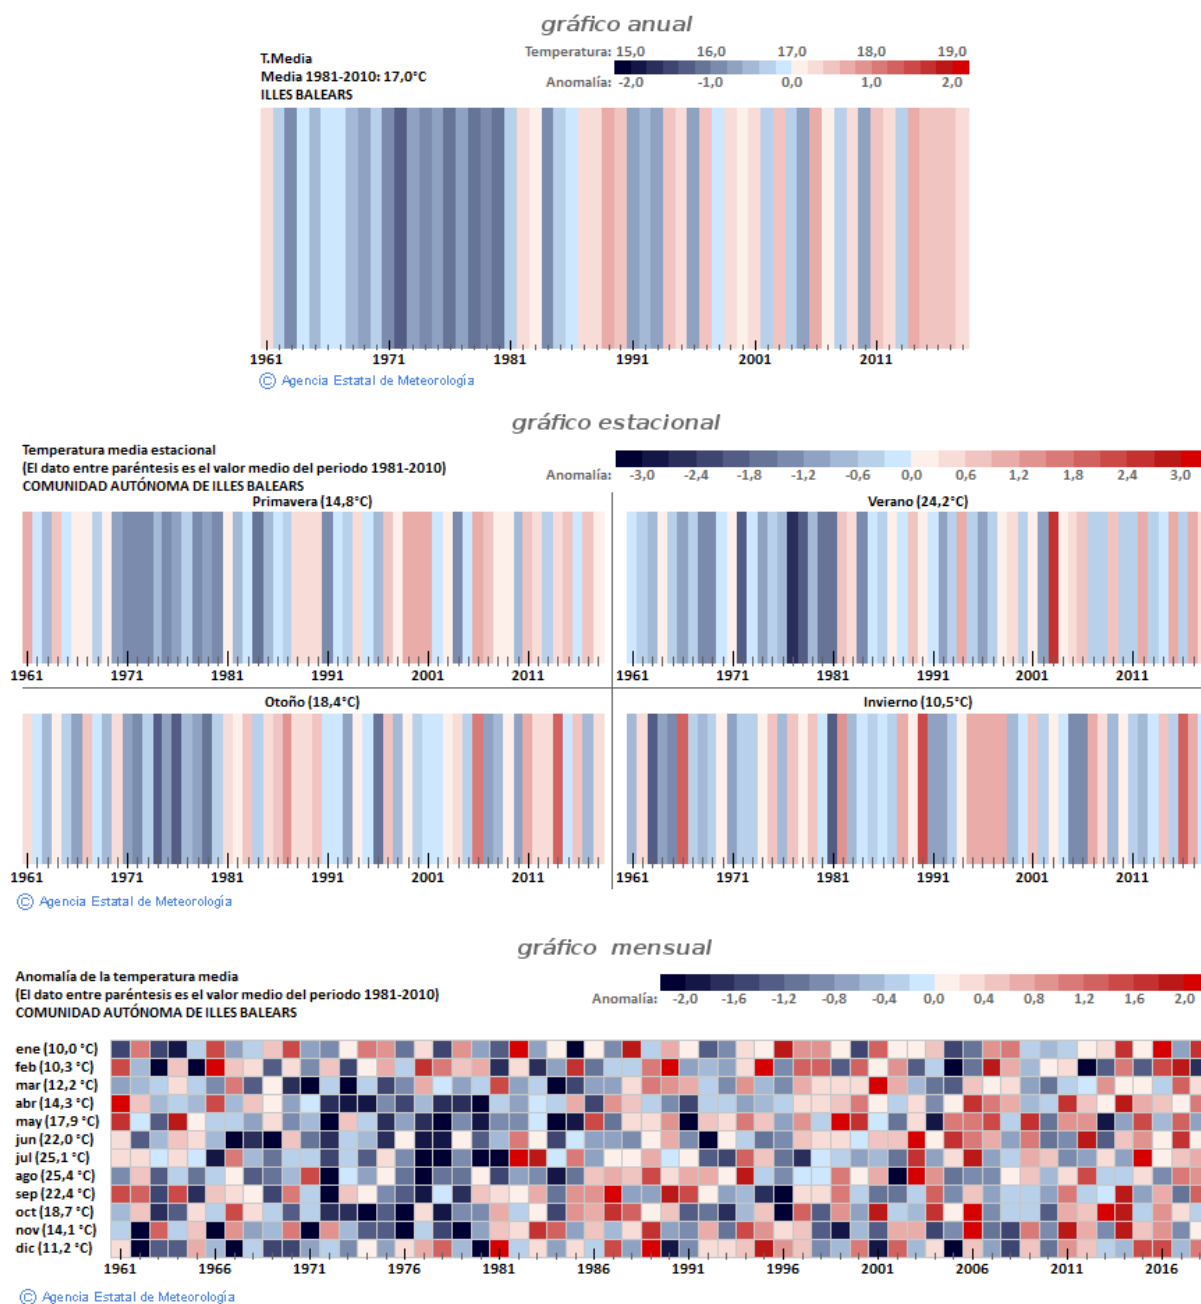 gráfico anual
T.Media
Media 1981-2010: 17,0°C
ILLES BALEARS
Temperatura: 15,0 16,0 17,0 18,0 19,0
Anomalía: -2,0 -1,0 0,0 1,0 2,0
1961 1971 1981 1991 2001 2011
© Agencia Estatal de Meteorología
gráfico estacional
Temperatura media estacional
(El dato entre paréntesis es el valor medio del periodo 1981-2010)
COMUNIDAD AUTÓNOMA DE ILLES BALEARS
Anomalía: -3,0 -2,4 -1,8 -1,2 -0,6 0,0 0,6 1,2 1,8 2,4 3,0
Primavera (14,8°C)
1961 1971 1981 1991 2001 2011
Verano (24,2°C)
1961 1971 1981 1991 2001 2011
Otoño (18,4°C)
1961 1971 1981 1991 2001 2011
Invierno (10,5°C)
1961 1971 1981 1991 2001 2011
© Agencia Estatal de Meteorología
gráfico mensual
Anomalía de la temperatura media
(El dato entre paréntesis es el valor medio del periodo 1981-2010)
COMUNIDAD AUTÓNOMA DE ILLES BALEARS
Anomalía: -2,0 -1,6 -1,2 -0,8 -0,4 0,0 0,4 0,8 1,2 1,6 2,0
ene (10,0 °C)
feb (10,3 °C)
mar (12,2 °C)
abr (14,3 °C)
may (17,9 °C)
jun (22,0 °C)
jul (25,1 °C)
ago (25,4 °C)
sep (22,4 °C)
oct (18,7 °C)
nov (14,1 °C)
dic (11,2 °C)
1961 1966 1971 1976 1981 1986 1991 1996 2001 2006 2011 2016
© Agencia Estatal de Meteorología